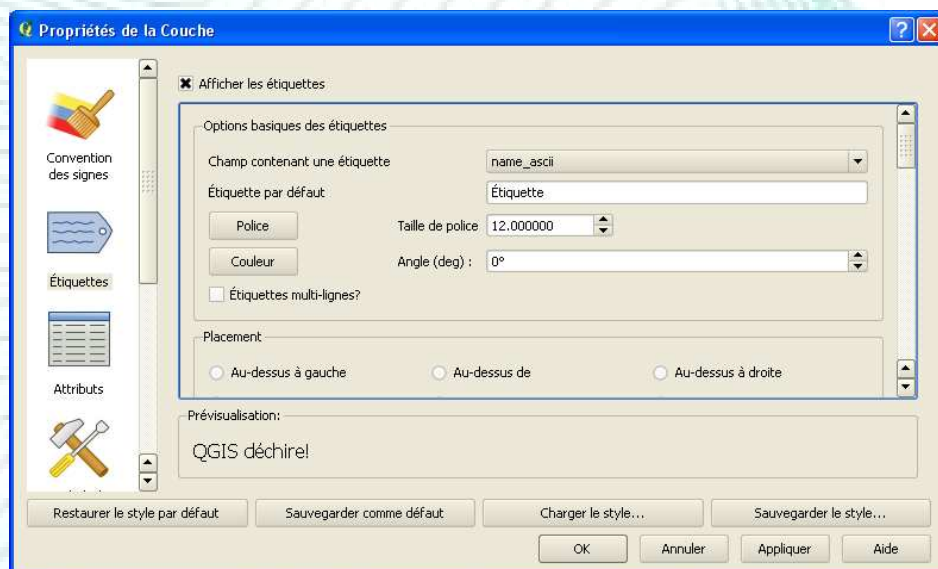 Propriétés de la Couche
Convention
des signes
Étiquettes
Attributs
Afficher les étiquettes
Options basiques des étiquettes
Champ contenant une étiquette name_ascii
Étiquette par défaut Étiquette
Police Taille de police 12.000000
Couleur Angle (deg) : 0°
Étiquettes multi-lignes?
Placement
Au-dessus à gauche Au-dessus de Au-dessus à droite
Prévisualisation:
QGIS déchire!
Restaurer le style par défaut Sauvegarder comme défaut Charger le style... Sauvegarder le style...
OK Annuler Appliquer Aide